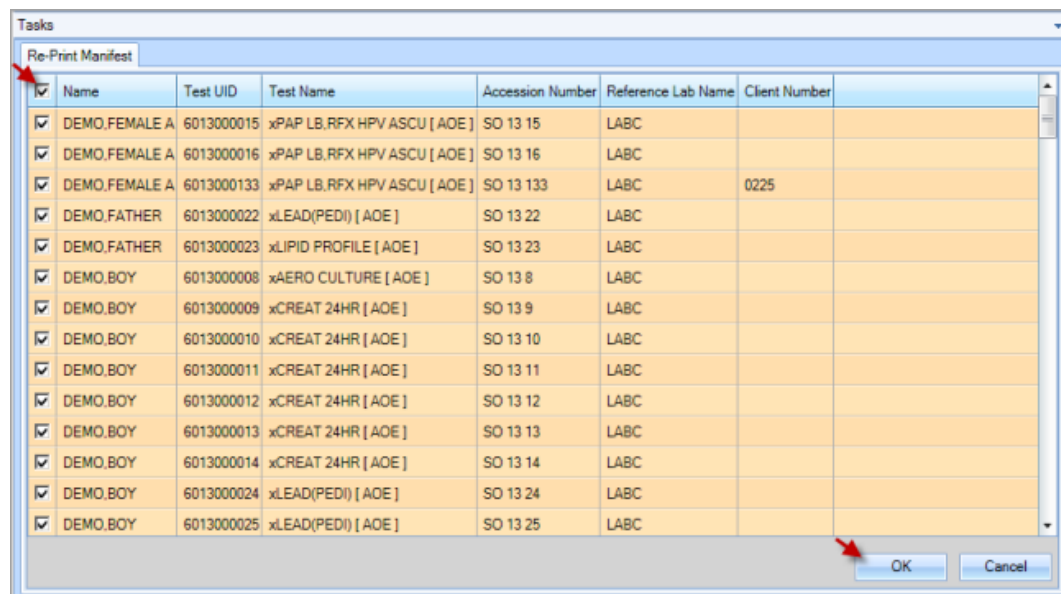 Tasks
Re-Print Manifest
Name Test UID Test Name Accession Number Reference Lab Name Client Number
DEMO,FEMALE A 6013000015 xPAP LB,RFX HPV ASCU [ AOE ] SO 13 15 LABC
DEMO,FEMALE A 6013000016 xPAP LB,RFX HPV ASCU [ AOE ] SO 13 16 LABC
DEMO,FEMALE A 6013000133 xPAP LB,RFX HPV ASCU [ AOE ] SO 13 133 LABC 0225
DEMO,FATHER 6013000022 xLEAD(PEDI) [ AOE ] SO 13 22 LABC
DEMO,FATHER 6013000023 xLIPID PROFILE [ AOE ] SO 13 23 LABC
DEMO,BOY 6013000008 xAERO CULTURE [ AOE ] SO 13 8 LABC
DEMO,BOY 6013000009 xCREAT 24HR [ AOE ] SO 13 9 LABC
DEMO,BOY 6013000010 xCREAT 24HR [ AOE ] SO 13 10 LABC
DEMO,BOY 6013000011 xCREAT 24HR [ AOE ] SO 13 11 LABC
DEMO,BOY 6013000012 xCREAT 24HR [ AOE ] SO 13 12 LABC
DEMO,BOY 6013000013 xCREAT 24HR [ AOE ] SO 13 13 LABC
DEMO,BOY 6013000014 xCREAT 24HR [ AOE ] SO 13 14 LABC
DEMO,BOY 6013000024 xLEAD(PEDI) [ AOE ] SO 13 24 LABC
DEMO,BOY 6013000025 xLEAD(PEDI) [ AOE ] SO 13 25 LABC
OK Cancel